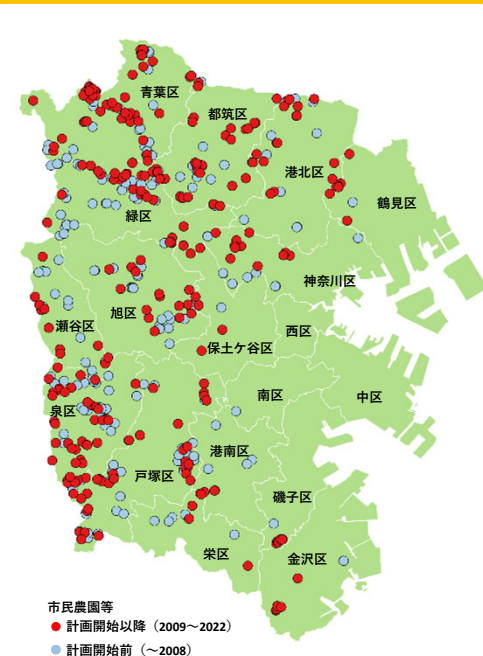 青葉区
都筑区
港北区
鶴見区
緑区
神奈川区
旭区
瀬谷区
西区
保土ケ谷区
南区
中区
泉区
港南区
戸塚区
磯子区
栄区
金沢区
市民農園等
計画開始以降（2009～2022）
計画開始前（～2008）